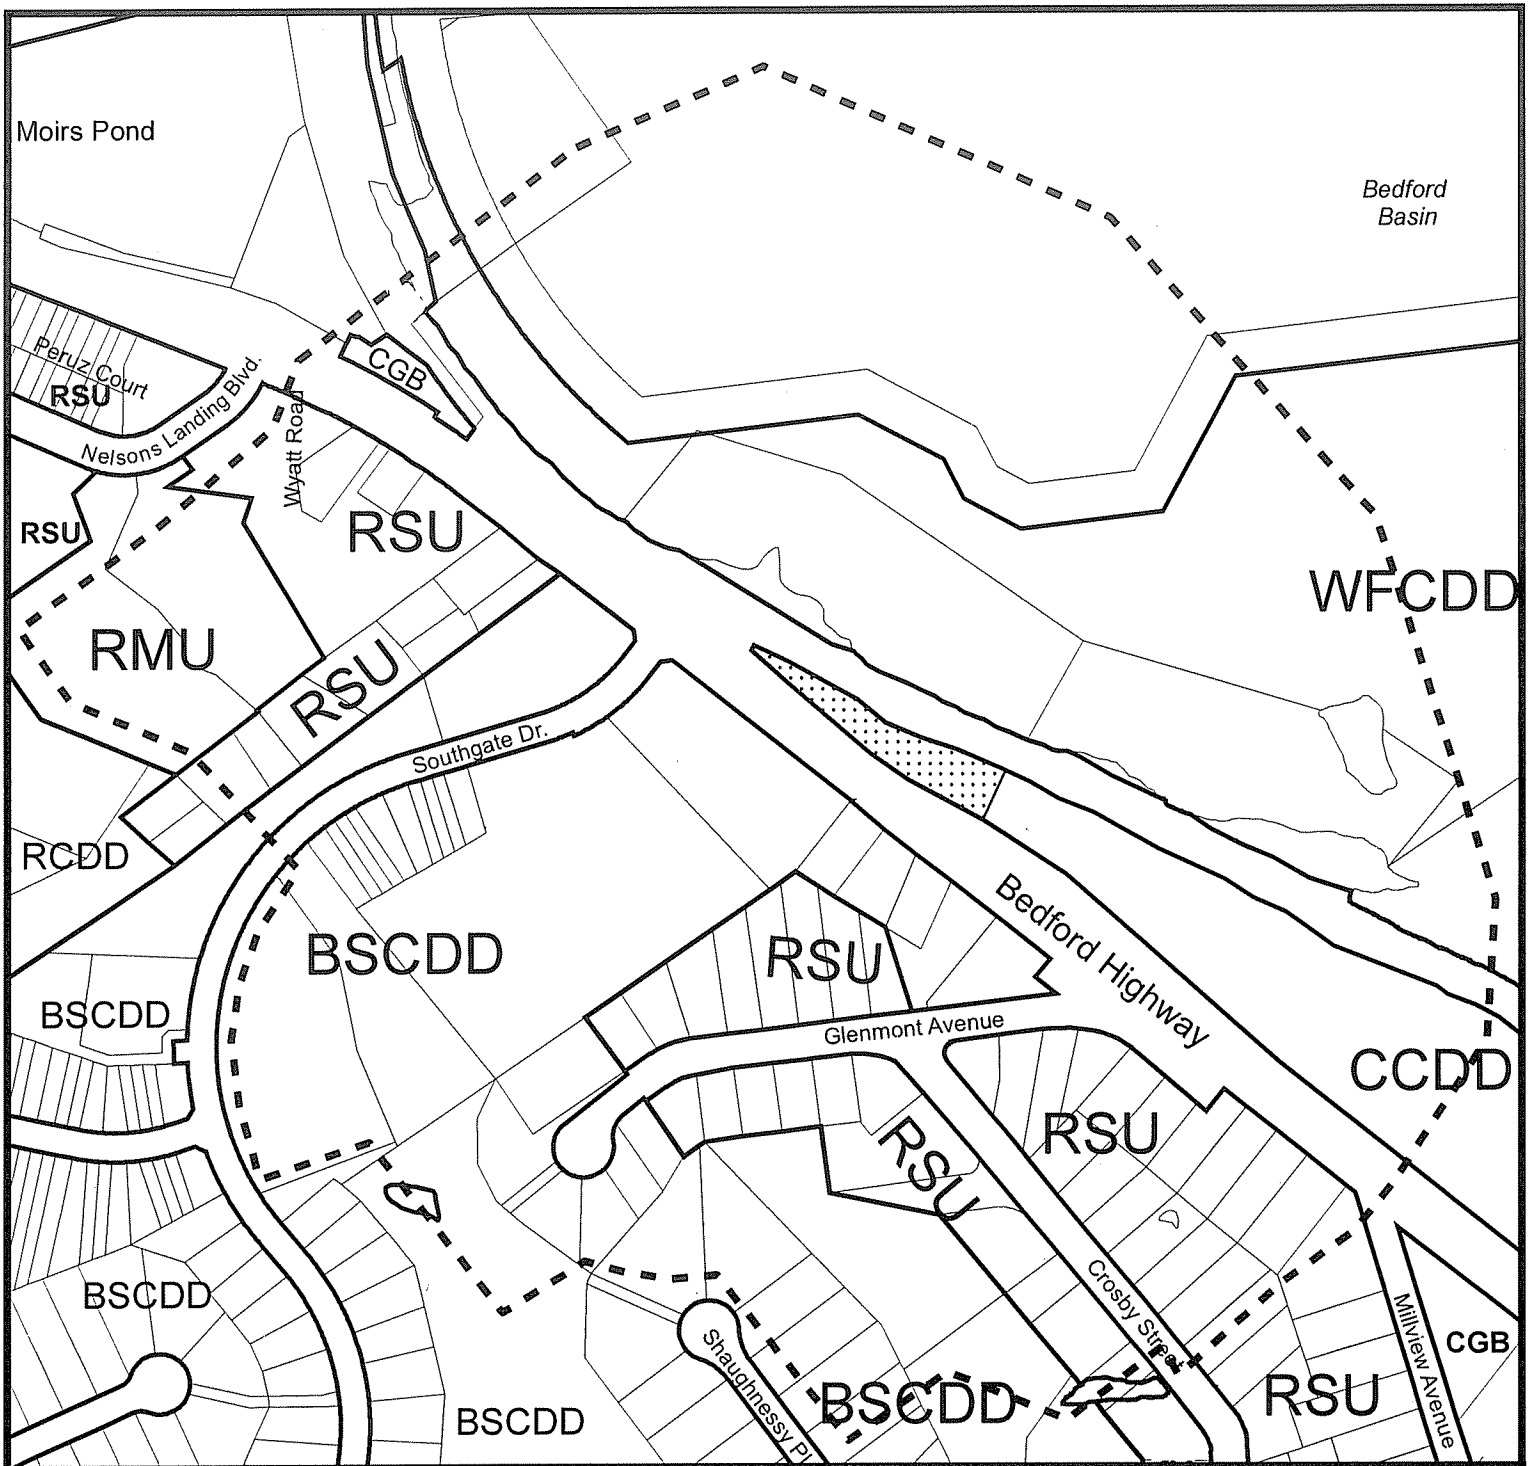 Moirs Pond
Bedford
Basin
Peruz Court
RSU
CGB
Nelsons Landing Blvd.
Wyatt Road
RSU
RSU
WFCDD
RMU
RSU
Southgate Dr.
RCDD
BSCDD
RSU
Bedford Highway
BSCDD
Glenmont Avenue
CCDD
RSU
RSU
BSCDD
Crosby Street
Millview Avenue
CGB
Shaughnessy Pl
BSCDD
RSU
BSCDD